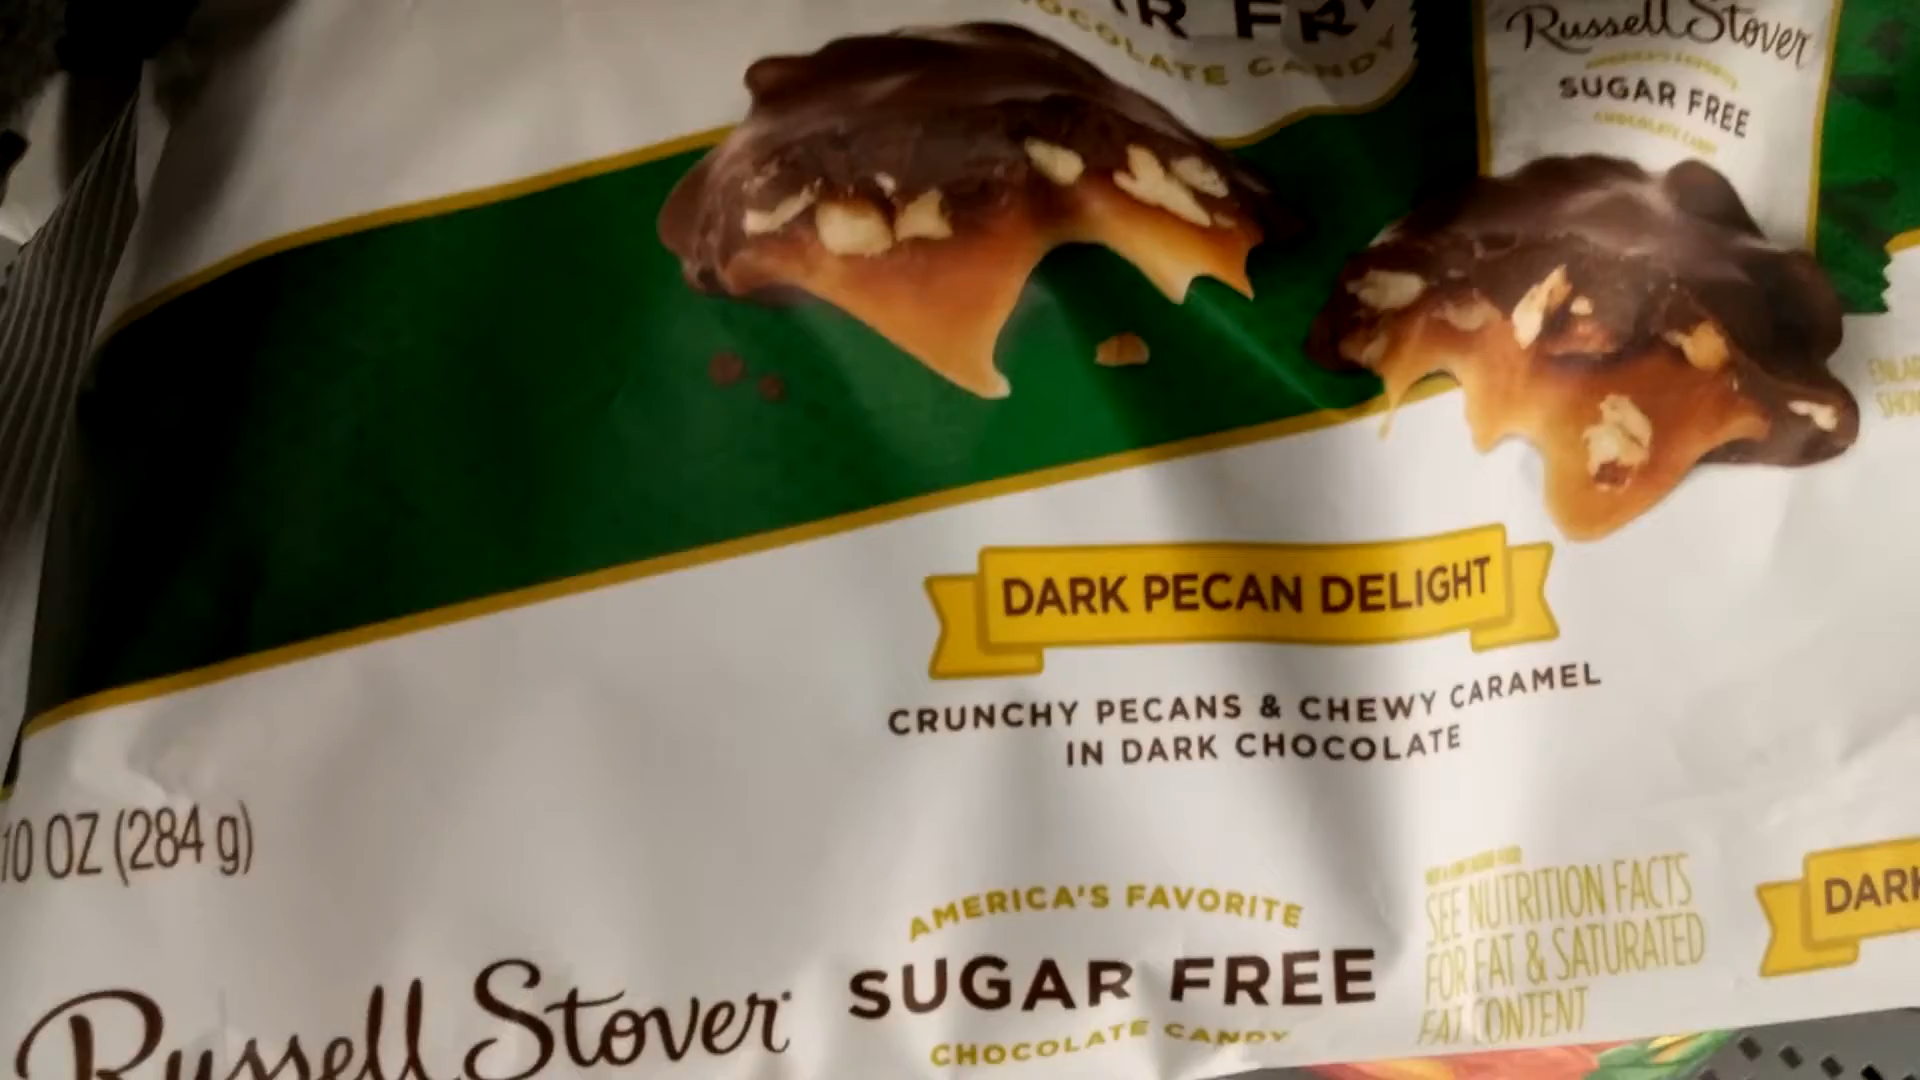 CHOCOLATE CANDY
Russell Stover
AMERICA'S FAVORITE
SUGAR FREE
CHOCOLATE CANDY
DARK PECAN DELIGHT
CRUNCHY PECANS & CHEWY CARAMEL
IN DARK CHOCOLATE
10 OZ (284 g)
AMERICA'S FAVORITE
SUGAR FREE
CHOCOLATE CANDY
Russell Stover
SEE NUTRITION FACTS
FOR FAT & SATURATED
FAT CONTENT
DARK